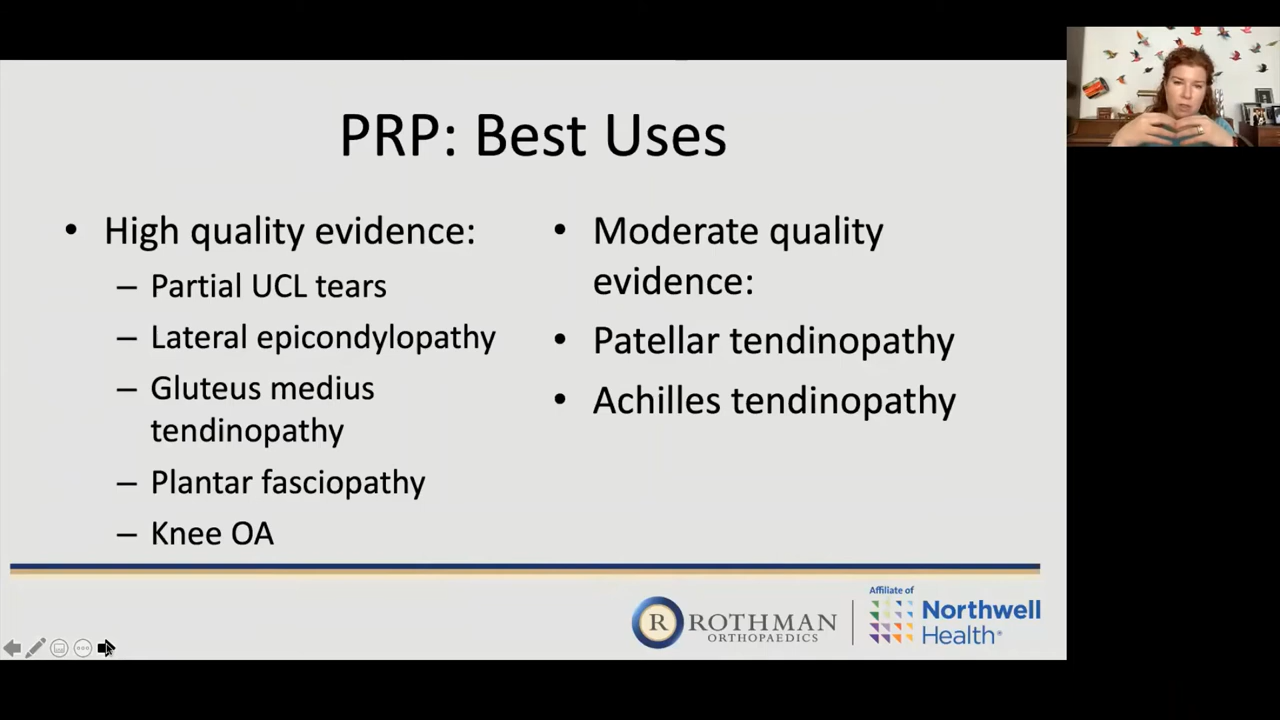 PRP: Best Uses
• High quality evidence:
– Partial UCL tears
– Lateral epicondylopathy
– Gluteus medius
tendinopathy
– Plantar fasciopathy
– Knee OA
• Moderate quality
evidence:
• Patellar tendinopathy
• Achilles tendinopathy
R ROTHMAN
ORTHOPAEDICS
Affiliate of
Northwell
Health®